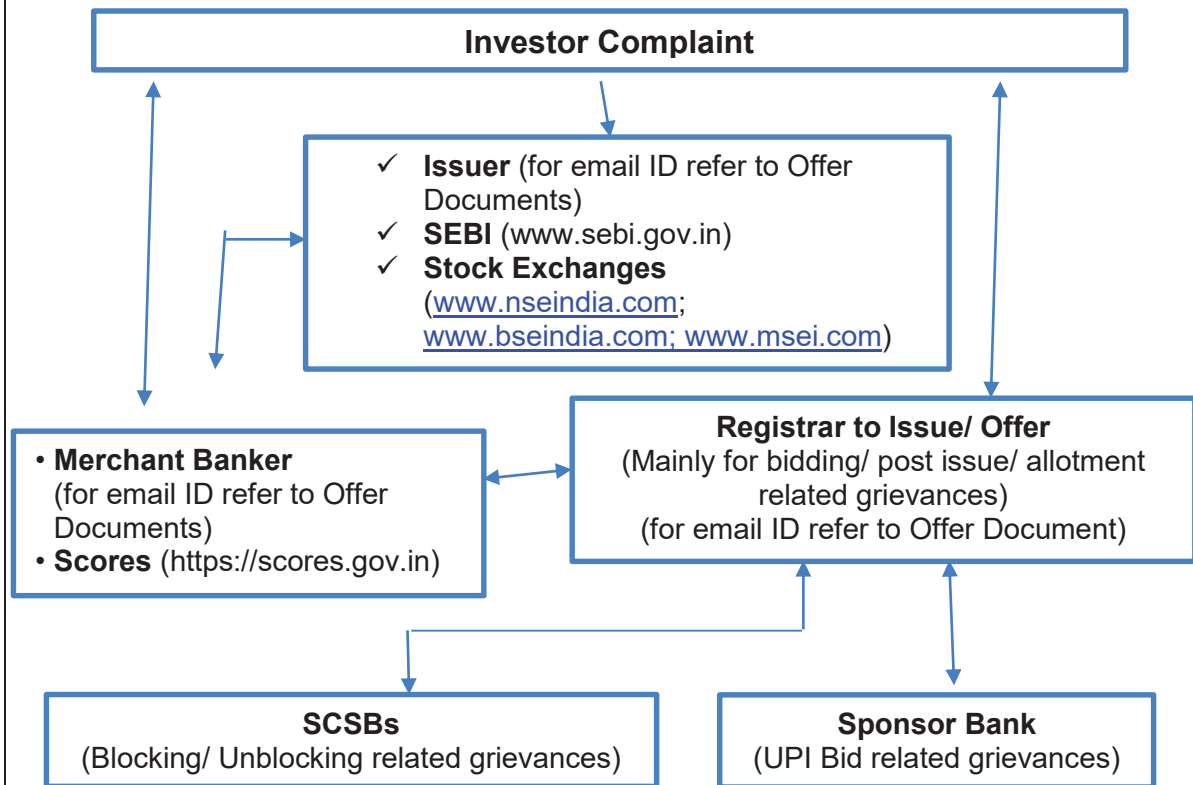 Investor Complaint
✓ Issuer (for email ID refer to Offer
Documents)
✓ SEBI (www.sebi.gov.in)
✓ Stock Exchanges
(www.nseindia.com;
www.bseindia.com; www.msei.com)
• Merchant Banker
(for email ID refer to Offer
Documents)
• Scores (https://scores.gov.in)
Registrar to Issue/ Offer
(Mainly for bidding/ post issue/ allotment
related grievances)
(for email ID refer to Offer Document)
SCSBs
(Blocking/ Unblocking related grievances)
Sponsor Bank
(UPI Bid related grievances)